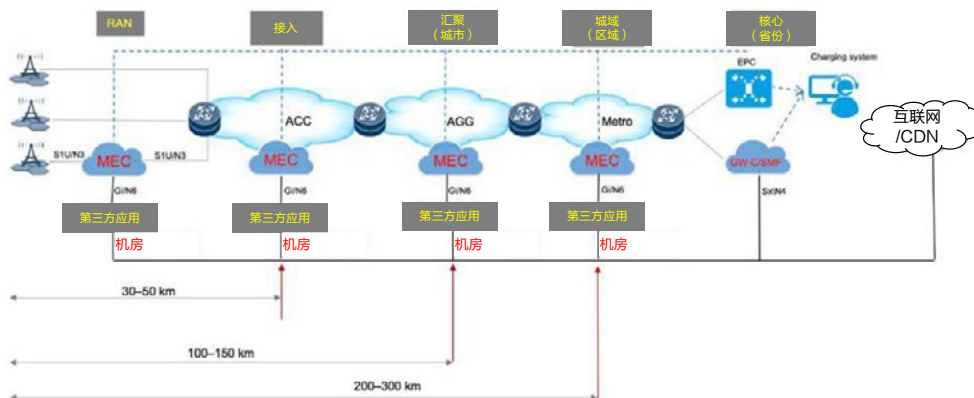 RAN
接入
汇聚
（城市）
城域
（区域）
核心
（省份）
EPC
Charging system
互联网
/CDN
ACC
AGG
Metro
S1U/N3
MEC
S1U/N3
MEC
MEC
MEC
GW-C/SMF
Gi/N6
Gi/N6
Gi/N6
Gi/N6
Sx/N4
第三方应用
第三方应用
第三方应用
第三方应用
机房
机房
机房
机房
30–50 km
100–150 km
200–300 km